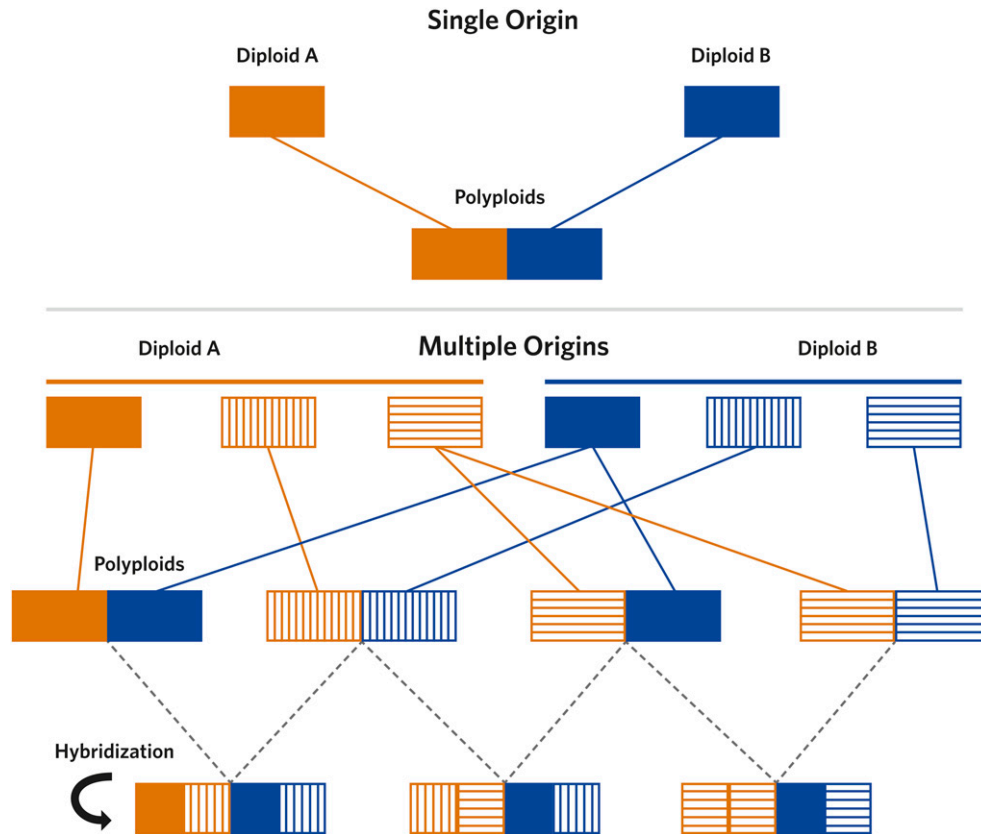 Single Origin
Diploid A
Diploid B
Polyploids
Diploid A
Multiple Origins
Diploid B
Polyploids
Hybridization